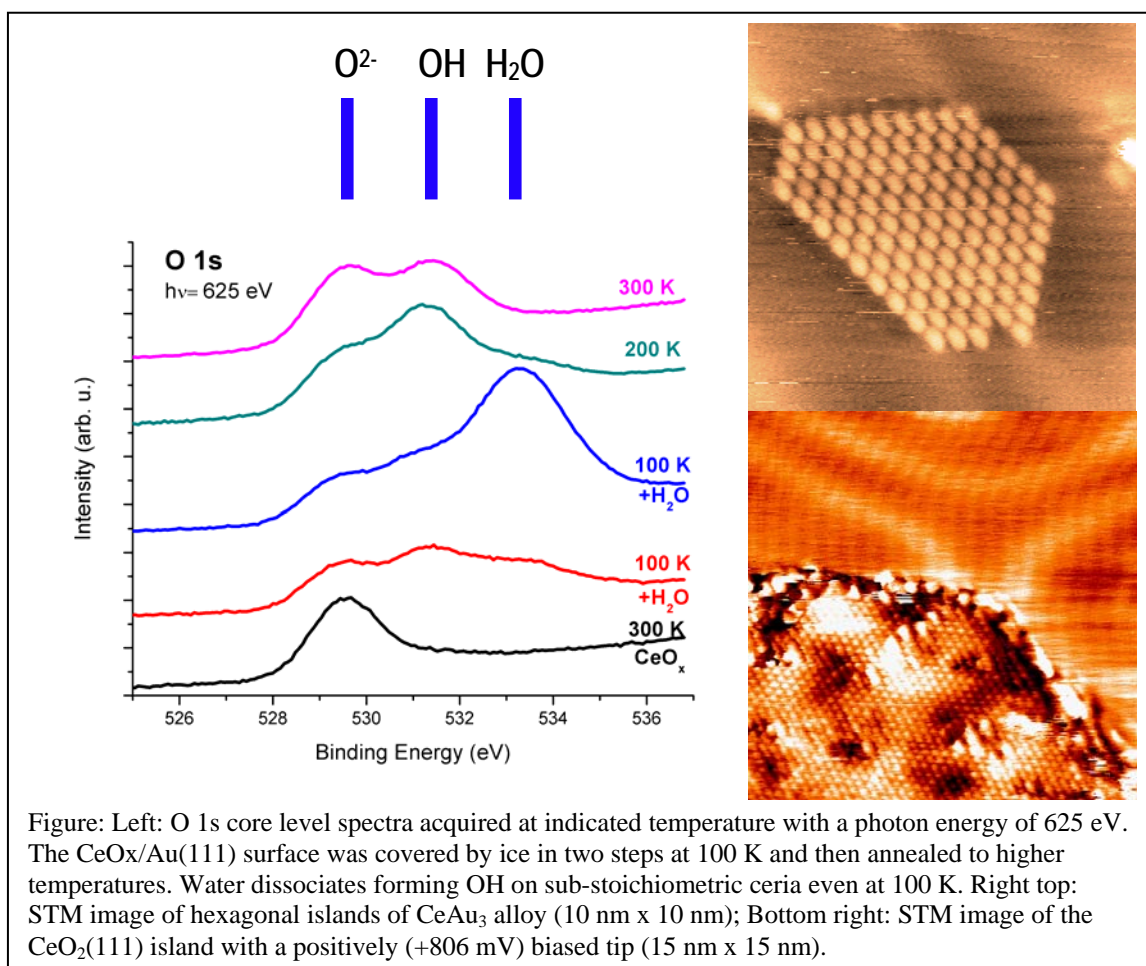 O²⁻ OH H₂O
O 1s
hν= 625 eV
300 K
200 K
100 K
+H₂O
100 K
+H₂O
300 K
CeOₓ
Intensity (arb. u.)
526 528 530 532 534 536
Binding Energy (eV)
Figure: Left: O 1s core level spectra acquired at indicated temperature with a photon energy of 625 eV.
The CeOx/Au(111) surface was covered by ice in two steps at 100 K and then annealed to higher
temperatures. Water dissociates forming OH on sub-stoichiometric ceria even at 100 K. Right top:
STM image of hexagonal islands of CeAu₃ alloy (10 nm x 10 nm); Bottom right: STM image of the
CeO₂(111) island with a positively (+806 mV) biased tip (15 nm x 15 nm).